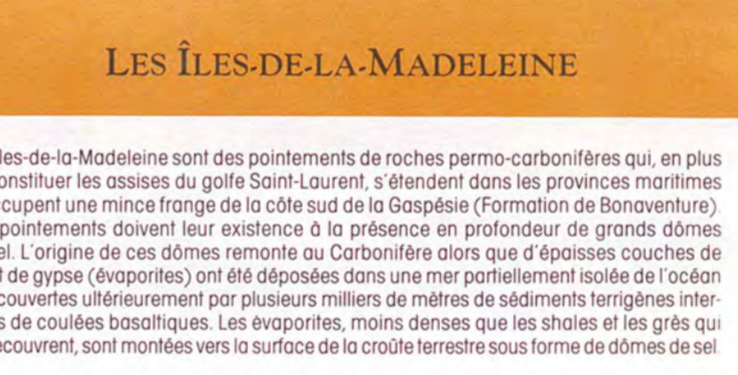 LES ÎLES-DE-LA-MADELEINE
les-de-la-Madeleine sont des pointements de roches permo-carbonifères qui, en plus
onstituer les assises du golfe Saint-Laurent, s'étendent dans les provinces maritimes
cupent une mince frange de la côte sud de la Gaspésie (Formation de Bonaventure).
pointements doivent leur existence à la présence en profondeur de grands dômes
el. L'origine de ces dômes remonte au Carbonifère alors que d'épaisses couches de
t de gypse (évaporites) ont été déposées dans une mer partiellement isolée de l'océan
couvertes ultérieurement par plusieurs milliers de mètres de sédiments terrigènes inter-
s de coulées basaltiques. Les évaporites, moins denses que les shales et les grès qui
ecouvrent, sont montées vers la surface de la croûte terrestre sous forme de dômes de sel.